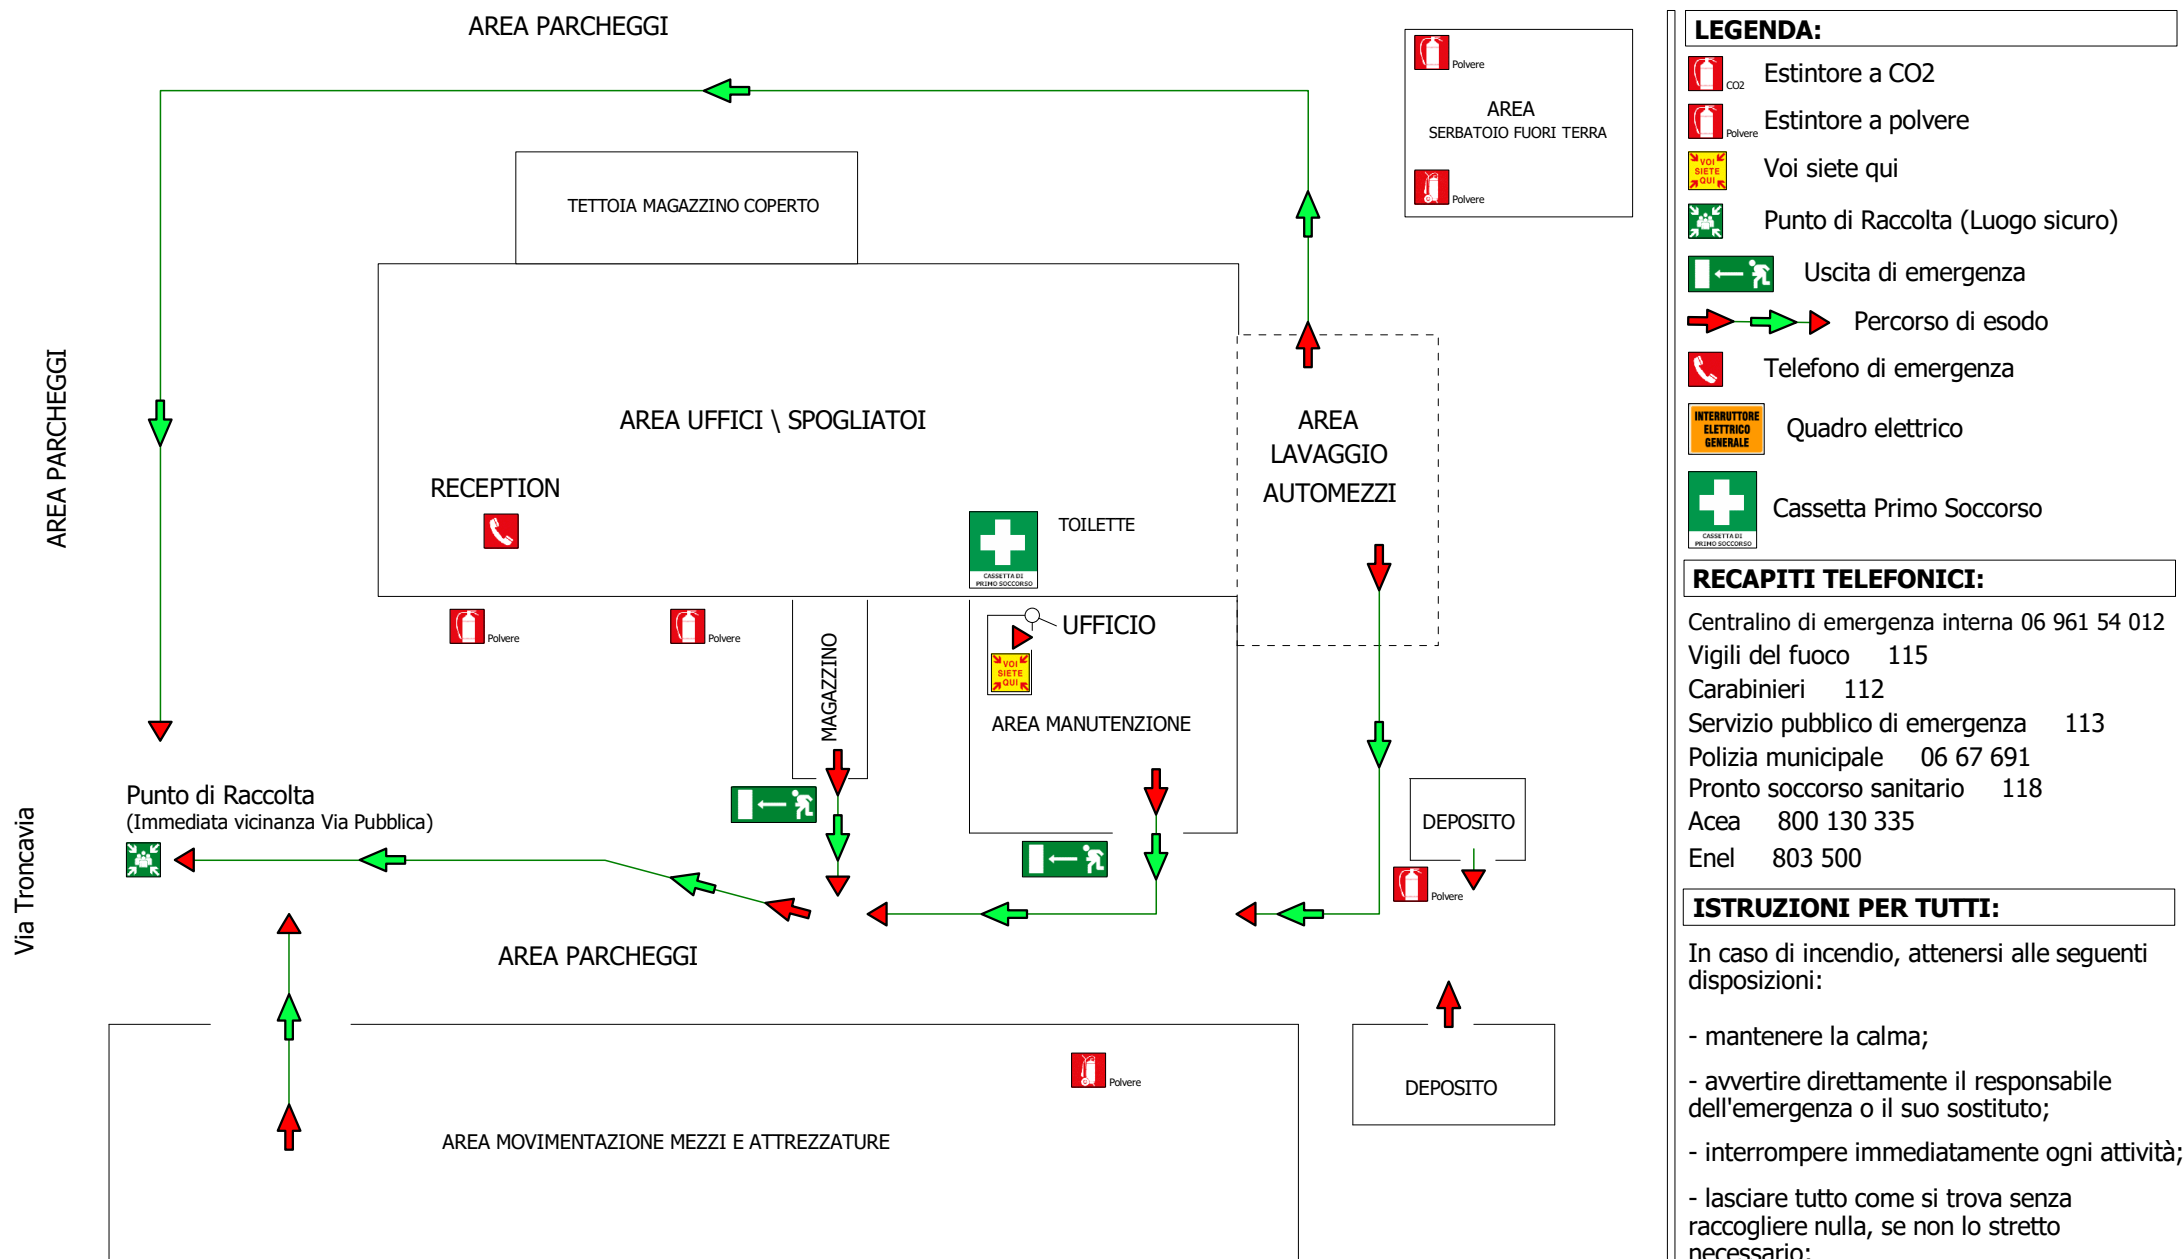 AREA PARCHEGGI
Polvere
AREA
SERBATOIO FUORI TERRA
Polvere
TETTOIA MAGAZZINO COPERTO
AREA PARCHEGGI
AREA UFFICI \ SPOGLIATOI
RECEPTION
AREA
LAVAGGIO
AUTOMEZZI
TOILETTE
CASSETTA DI
PRIMO SOCCORSO
Polvere
Polvere
MAGAZZINO
UFFICIO
VOI
SIETE
QUI
AREA MANUTENZIONE
Punto di Raccolta
(Immediata vicinanza Via Pubblica)
Via Troncavia
DEPOSITO
Polvere
AREA PARCHEGGI
Polvere
DEPOSITO
AREA MOVIMENTAZIONE MEZZI E ATTREZZATURE
LEGENDA:
CO2 Estintore a CO2
Polvere Estintore a polvere
VOI
SIETE
QUI
Voi siete qui
Punto di Raccolta (Luogo sicuro)
Uscita di emergenza
Percorso di esodo
Telefono di emergenza
INTERRUTTORE
ELETTRICO
GENERALE
Quadro elettrico
Cassetta Primo Soccorso
CASSETTA DI
PRIMO SOCCORSO
RECAPITI TELEFONICI:
Centralino di emergenza interna 06 961 54 012
Vigili del fuoco 115
Carabinieri 112
Servizio pubblico di emergenza 113
Polizia municipale 06 67 691
Pronto soccorso sanitario 118
Acea 800 130 335
Enel 803 500
ISTRUZIONI PER TUTTI:
In caso di incendio, attenersi alle seguenti
disposizioni:
- mantenere la calma;
- avvertire direttamente il responsabile
dell'emergenza o il suo sostituto;
- interrompere immediatamente ogni attività;
- lasciare tutto come si trova senza
raccogliere nulla, se non lo stretto
necessario;